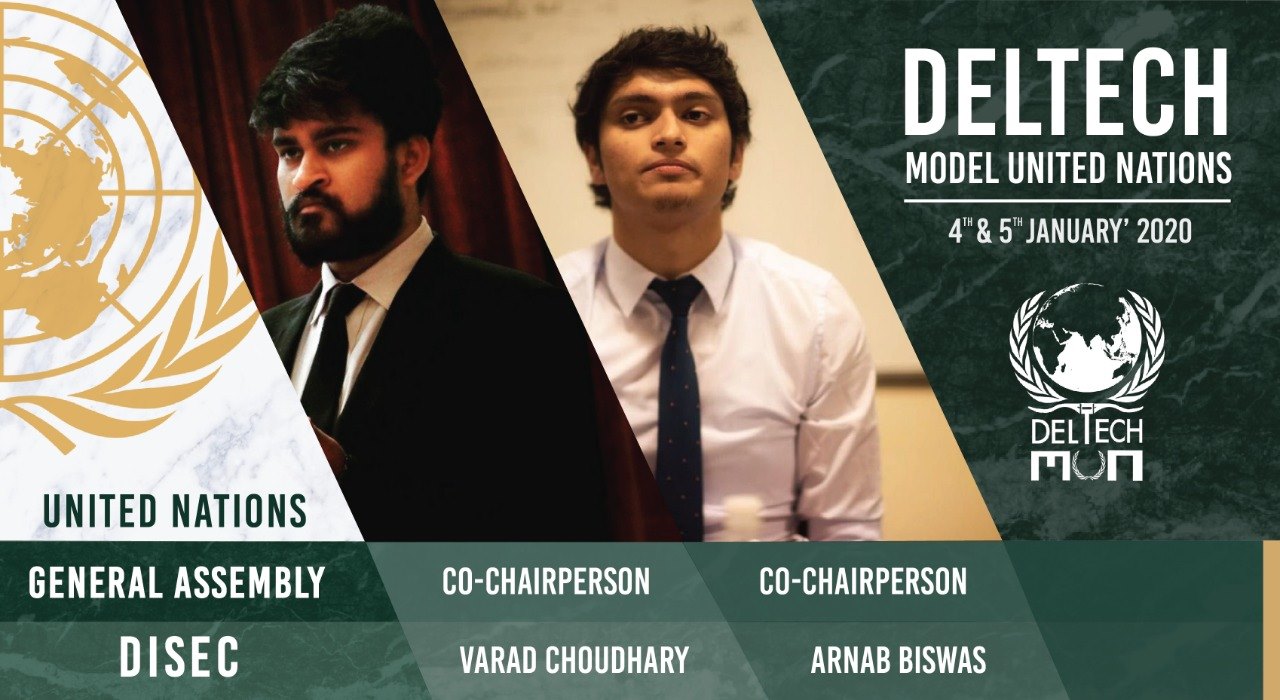 DELTECH
MODEL UNITED NATIONS
4TH & 5TH JANUARY' 2020
DELTECH
MUN
UNITED NATIONS
GENERAL ASSEMBLY
DISEC
CO-CHAIRPERSON
VARAD CHOUDHARY
CO-CHAIRPERSON
ARNAB BISWAS